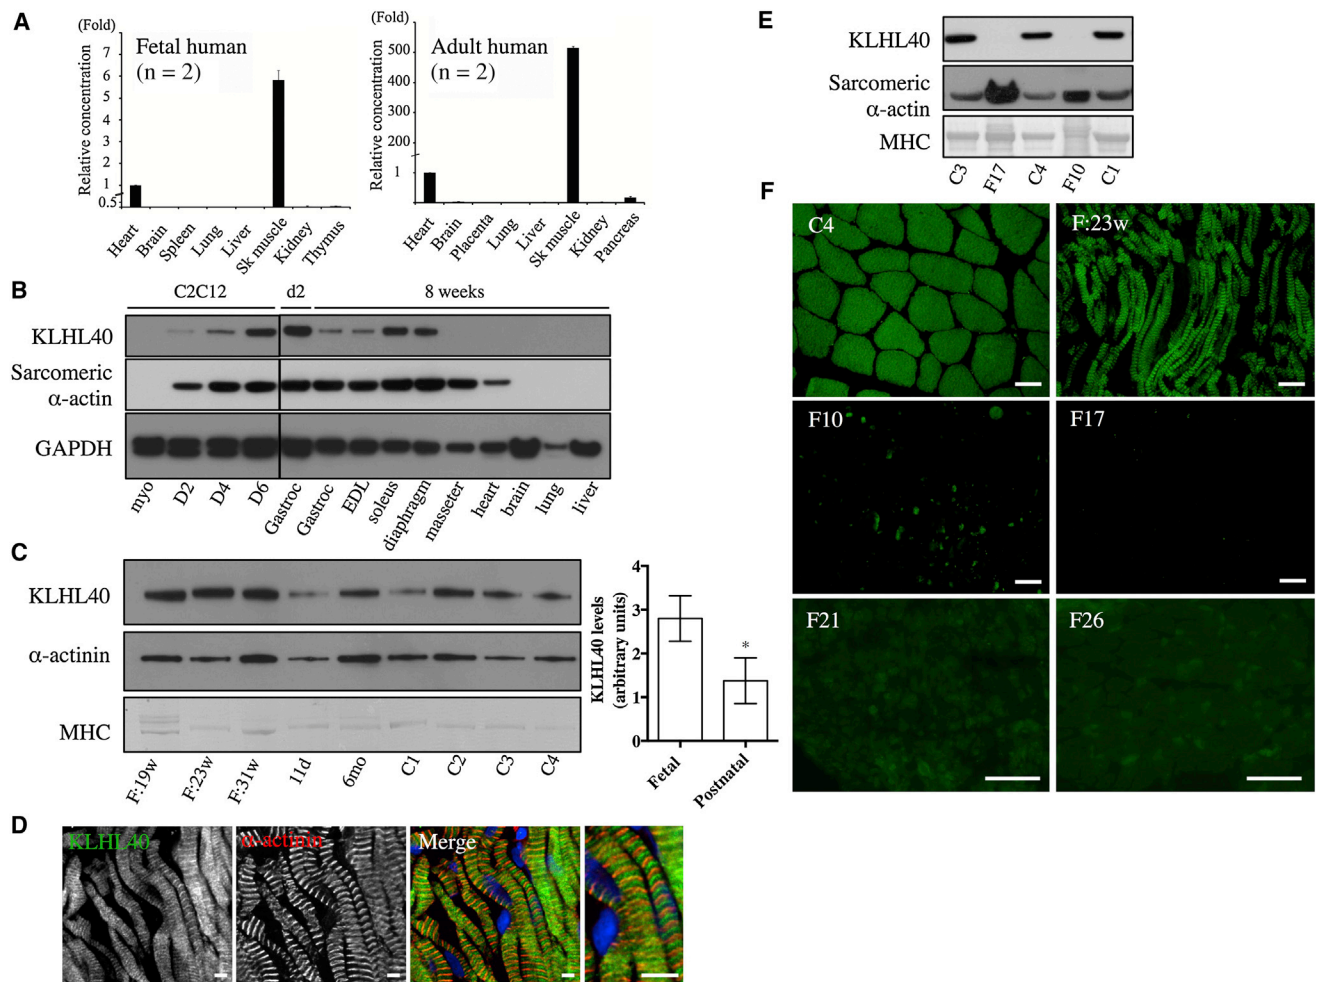 A
(Fold)
Relative concentration
7
6
5
4
3
2
1
0.5
Fetal human
(n = 2)
Heart
Brain
Spleen
Lung
Liver
Sk muscle
Kidney
Thymus
(Fold)
Relative concentration
500
400
300
200
1
Adult human
(n = 2)
Heart
Brain
Placenta
Lung
Liver
Sk muscle
Kidney
Pancreas
B
C2C12
d2
8 weeks
KLHL40
Sarcomeric
α-actin
GAPDH
myo
D2
D4
D6
Gastroc
Gastroc
EDL
soleus
diaphragm
masseter
heart
brain
lung
liver
C
KLHL40
α-actinin
MHC
F:19w
F:23w
F:31w
11d
6mo
C1
C2
C3
C4
KLHL40 levels
(arbitrary units)
4
3
2
1
0
*
Fetal
Postnatal
D
KLHL40
α-actinin
Merge
E
KLHL40
Sarcomeric
α-actin
MHC
C3
F17
C4
F10
C1
F
C4
F:23w
F10
F17
F21
F26